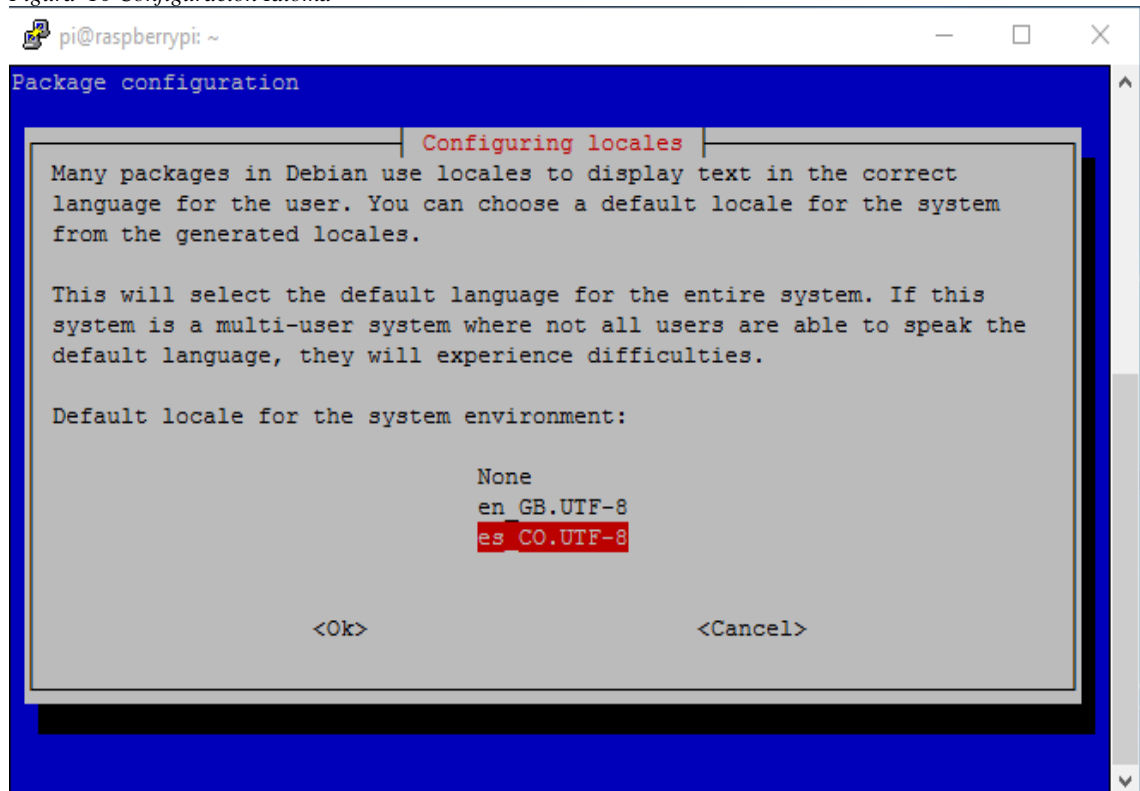 pi@raspberrypi: ~
Package configuration
Configuring locales
Many packages in Debian use locales to display text in the correct
language for the user. You can choose a default locale for the system
from the generated locales.
This will select the default language for the entire system. If this
system is a multi-user system where not all users are able to speak the
default language, they will experience difficulties.
Default locale for the system environment:
None
en_GB.UTF-8
es_CO.UTF-8
<Ok> <Cancel>